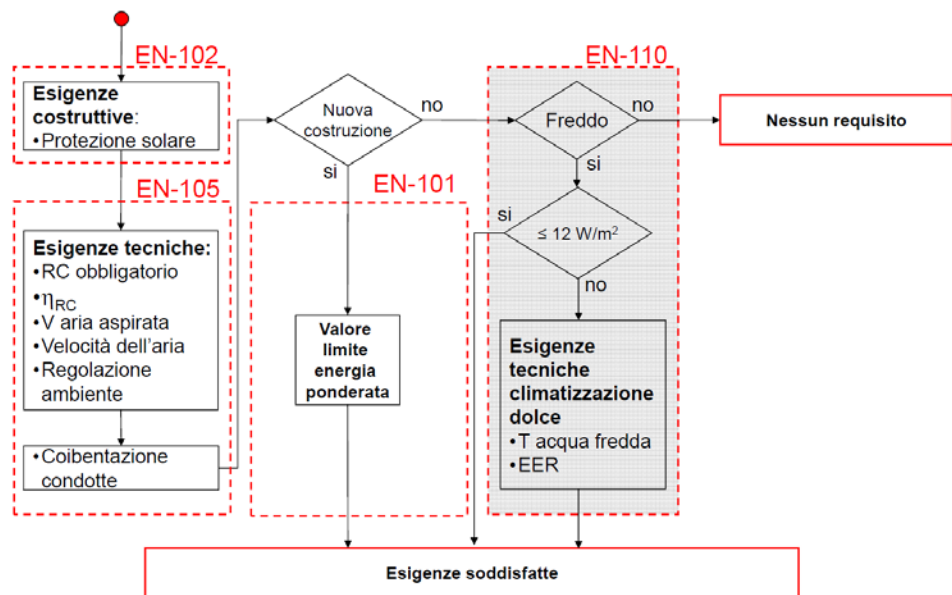 EN-102
Esigenze
costruttive:
•Protezione solare
EN-105
Esigenze tecniche:
•RC obbligatorio
•ηRC
•V aria aspirata
•Velocità dell'aria
•Regolazione
ambiente
•Coibentazione
condotte
Nuova
costruzione
no
si
EN-101
Valore
limite
energia
ponderata
EN-110
Freddo
no
si
≤ 12 W/m²
si
no
Esigenze
tecniche
climatizzazione
dolce
•T acqua fredda
•EER
Nessun requisito
Esigenze soddisfatte